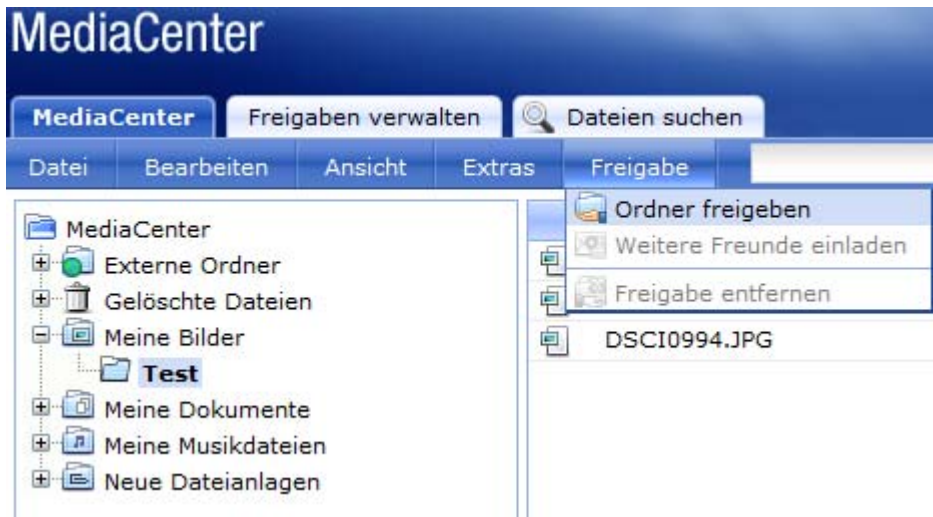 MediaCenter
MediaCenter Freigaben verwalten Dateien suchen
Datei Bearbeiten Ansicht Extras Freigabe
Ordner freigeben
Weitere Freunde einladen
Freigabe entfernen
MediaCenter
Externe Ordner
Gelöschte Dateien
Meine Bilder
Test
Meine Dokumente
Meine Musikdateien
Neue Dateianlagen
DSCI0994.JPG